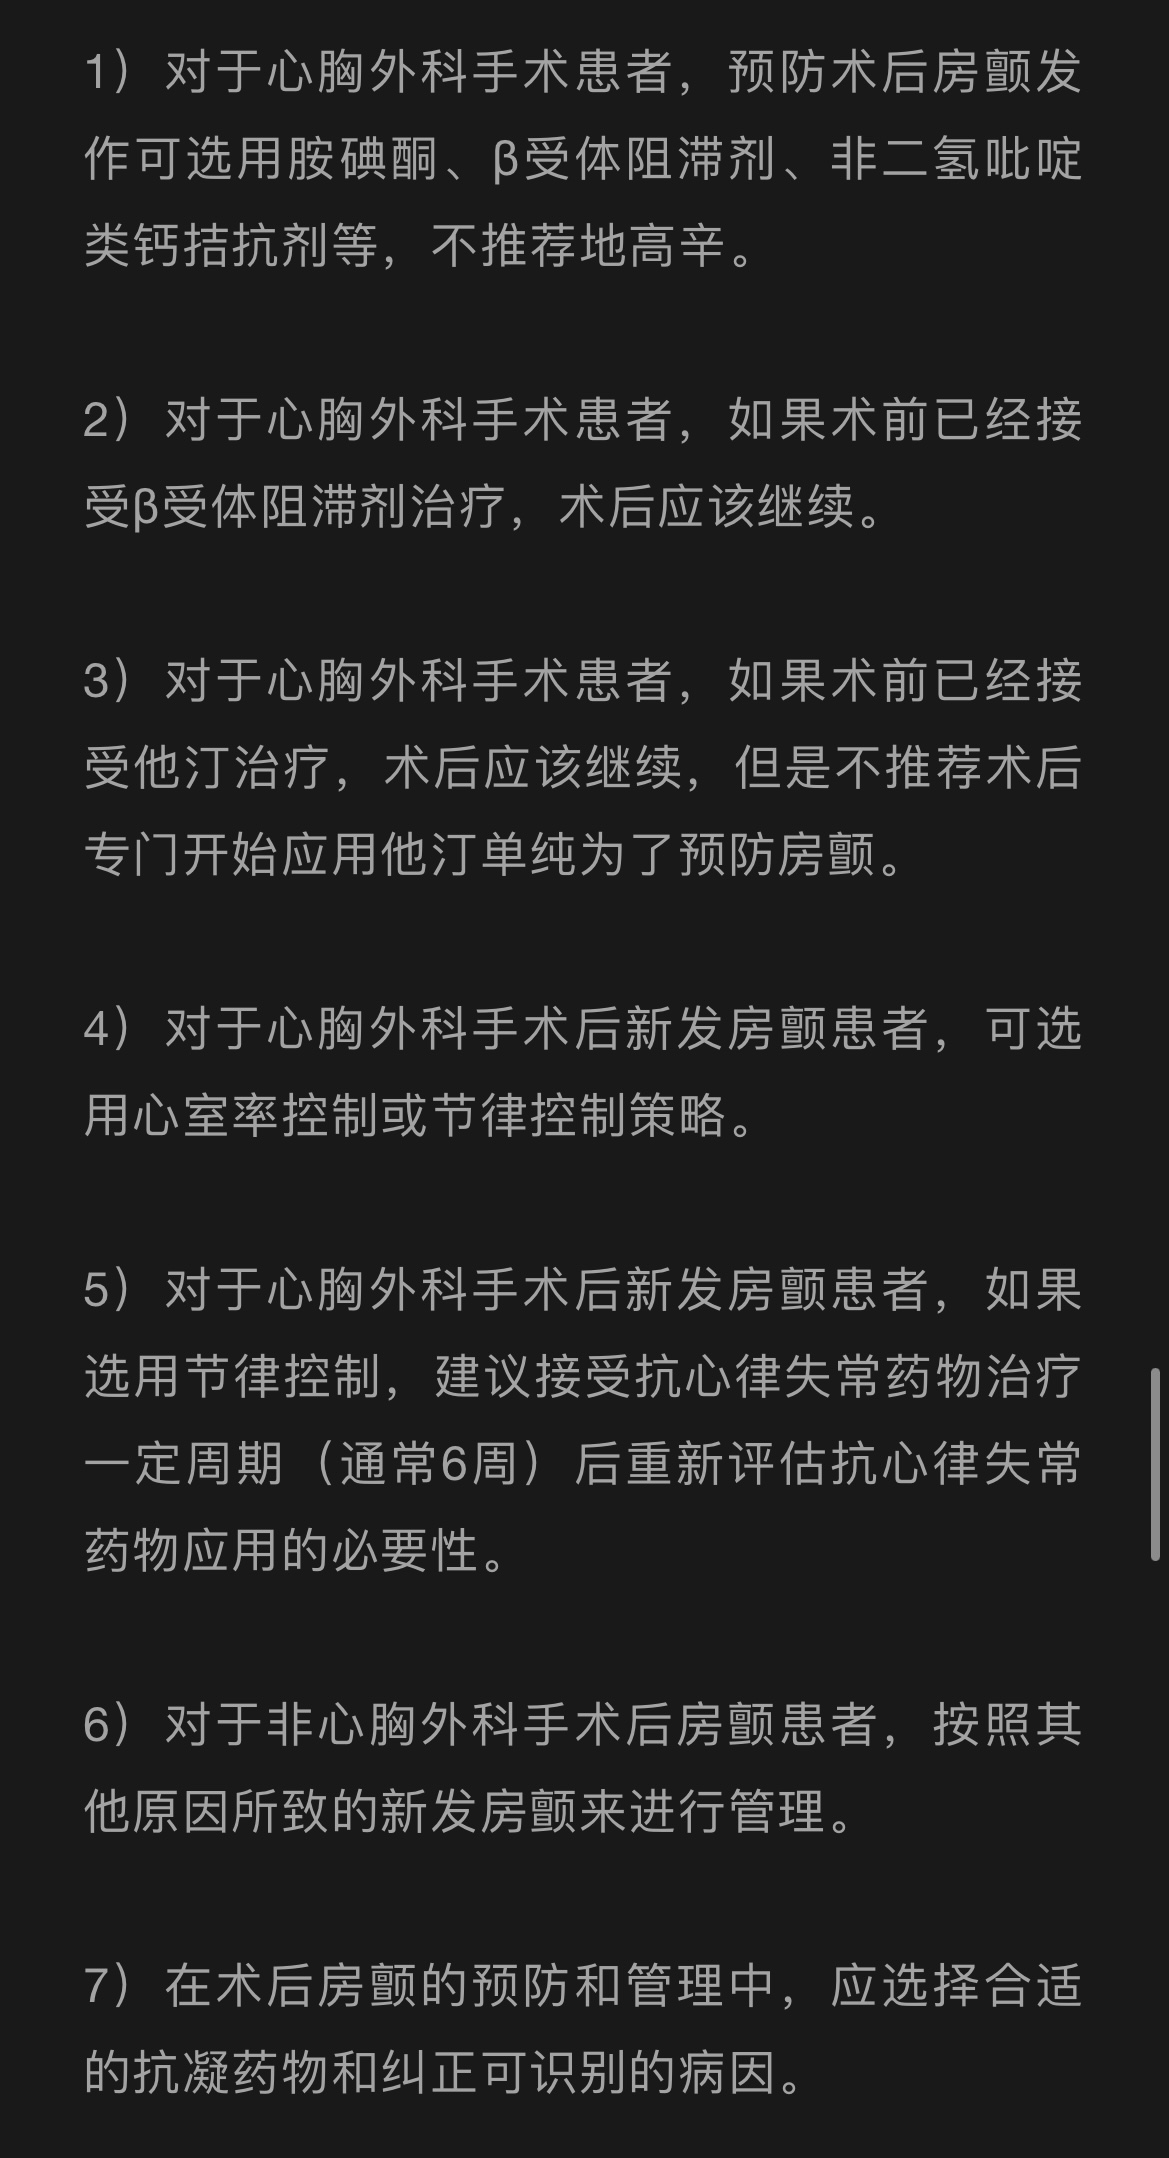 1）对于心胸外科手术患者，预防术后房颤发
作可选用胺碘酮、β受体阻滞剂、非二氢吡啶
类钙拮抗剂等，不推荐地高辛。
2）对于心胸外科手术患者，如果术前已经接
受β受体阻滞剂治疗，术后应该继续。
3）对于心胸外科手术患者，如果术前已经接
受他汀治疗，术后应该继续，但是不推荐术后
专门开始应用他汀单纯为了预防房颤。
4）对于心胸外科手术后新发房颤患者，可选
用心室率控制或节律控制策略。
5）对于心胸外科手术后新发房颤患者，如果
选用节律控制，建议接受抗心律失常药物治疗
一定周期（通常6周）后重新评估抗心律失常
药物应用的必要性。
6）对于非心胸外科手术后房颤患者，按照其
他原因所致的新发房颤来进行管理。
7）在术后房颤的预防和管理中，应选择合适
的抗凝药物和纠正可识别的病因。